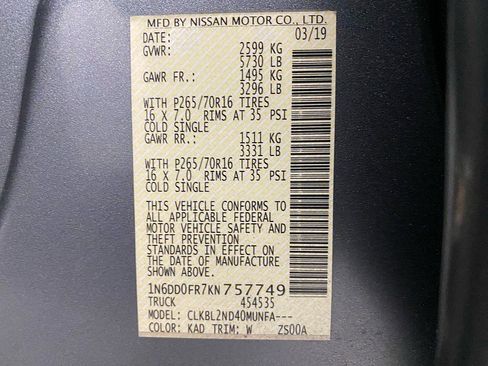 MFD BY NISSAN MOTOR CO., LTD.
DATE: 03/19
GVWR: 2599 KG
5730 LB
GAWR FR.: 1495 KG
3296 LB
WITH P265/70R16 TIRES
16 X 7.0 RIMS AT 35 PSI
COLD SINGLE
GAWR RR.: 1511 KG
3331 LB
WITH P265/70R16 TIRES
16 X 7.0 RIMS AT 35 PSI
COLD SINGLE
THIS VEHICLE CONFORMS TO
ALL APPLICABLE FEDERAL
MOTOR VEHICLE SAFETY AND
THEFT PREVENTION
STANDARDS IN EFFECT ON
THE DATE OF MANUFACTURE
SHOWN ABOVE.
1N6DD0FR7KN757749
TRUCK 454535
MODEL: CLKBL2ND40MUNFA---
COLOR: KAD TRIM: W ZS00A